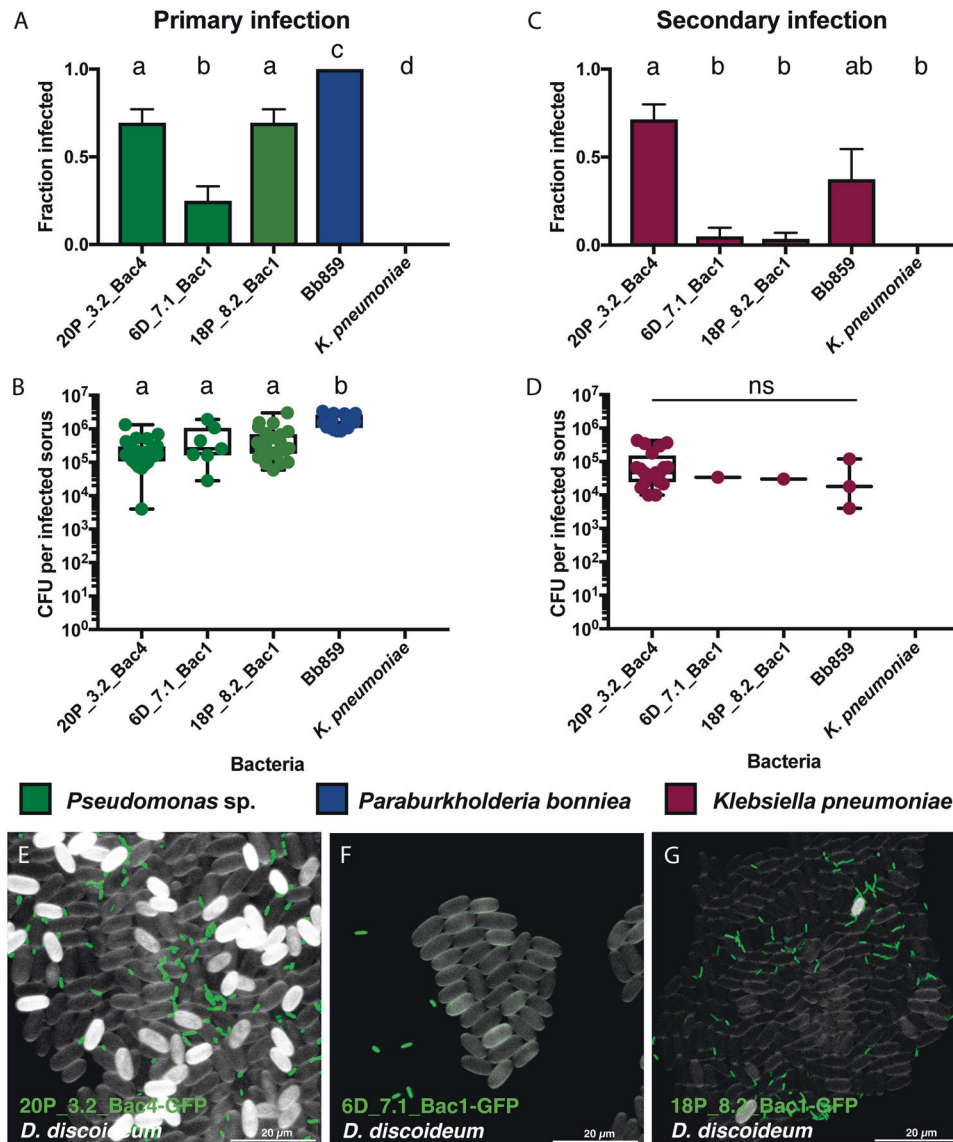 A
Primary infection
a b a c d
Fraction infected
1.0
0.5
0.0
20P_3.2_Bac4
6D_7.1_Bac1
18P_8.2_Bac1
Bb859
K. pneumoniae
C
Secondary infection
a b b ab b
Fraction infected
1.0
0.5
0.0
20P_3.2_Bac4
6D_7.1_Bac1
18P_8.2_Bac1
Bb859
K. pneumoniae
B
a a a b
CFU per infected sorus
10⁷
10⁶
10⁵
10⁴
10³
10²
10¹
10⁰
20P_3.2_Bac4
6D_7.1_Bac1
18P_8.2_Bac1
Bb859
K. pneumoniae
Bacteria
D
ns
CFU per infected sorus
10⁷
10⁶
10⁵
10⁴
10³
10²
10¹
10⁰
20P_3.2_Bac4
6D_7.1_Bac1
18P_8.2_Bac1
Bb859
K. pneumoniae
Bacteria
Pseudomonas sp.
Paraburkholderia bonniea
Klebsiella pneumoniae
E
20P_3.2_Bac4-GFP
D. discoideum
20 µm
F
6D_7.1_Bac1-GFP
D. discoideum
20 µm
G
18P_8.2_Bac1-GFP
D. discoideum
20 µm